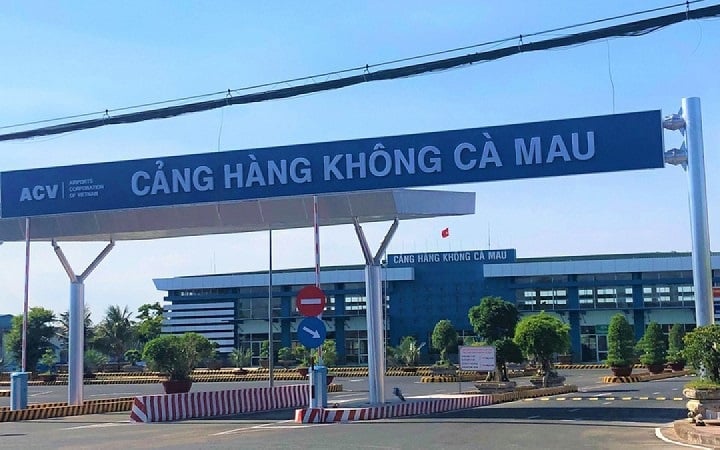 ACV
AIRPORTS
CORPORATION
OF VIETNAM
CẢNG HÀNG KHÔNG CÀ MAU
CẢNG HÀNG KHÔNG CÀ MAU